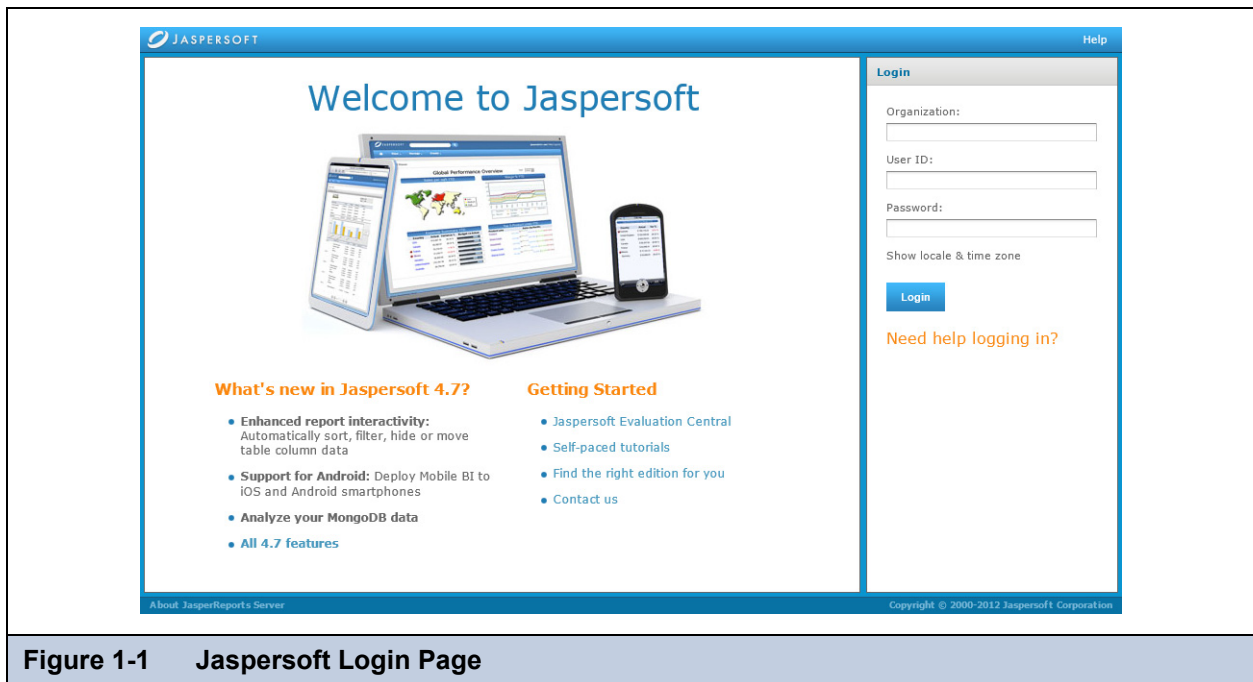 JASPERSOFT
Help
Welcome to Jaspersoft
Global Performance Overview
What's new in Jaspersoft 4.7?
• Enhanced report interactivity:
Automatically sort, filter, hide or move
table column data
• Support for Android: Deploy Mobile BI to
iOS and Android smartphones
• Analyze your MongoDB data
• All 4.7 features
Getting Started
• Jaspersoft Evaluation Central
• Self-paced tutorials
• Find the right edition for you
• Contact us
Login
Organization:
User ID:
Password:
Show locale & time zone
Login
Need help logging in?
About JasperReports Server
Copyright © 2000-2012 Jaspersoft Corporation
Figure 1-1 Jaspersoft Login Page